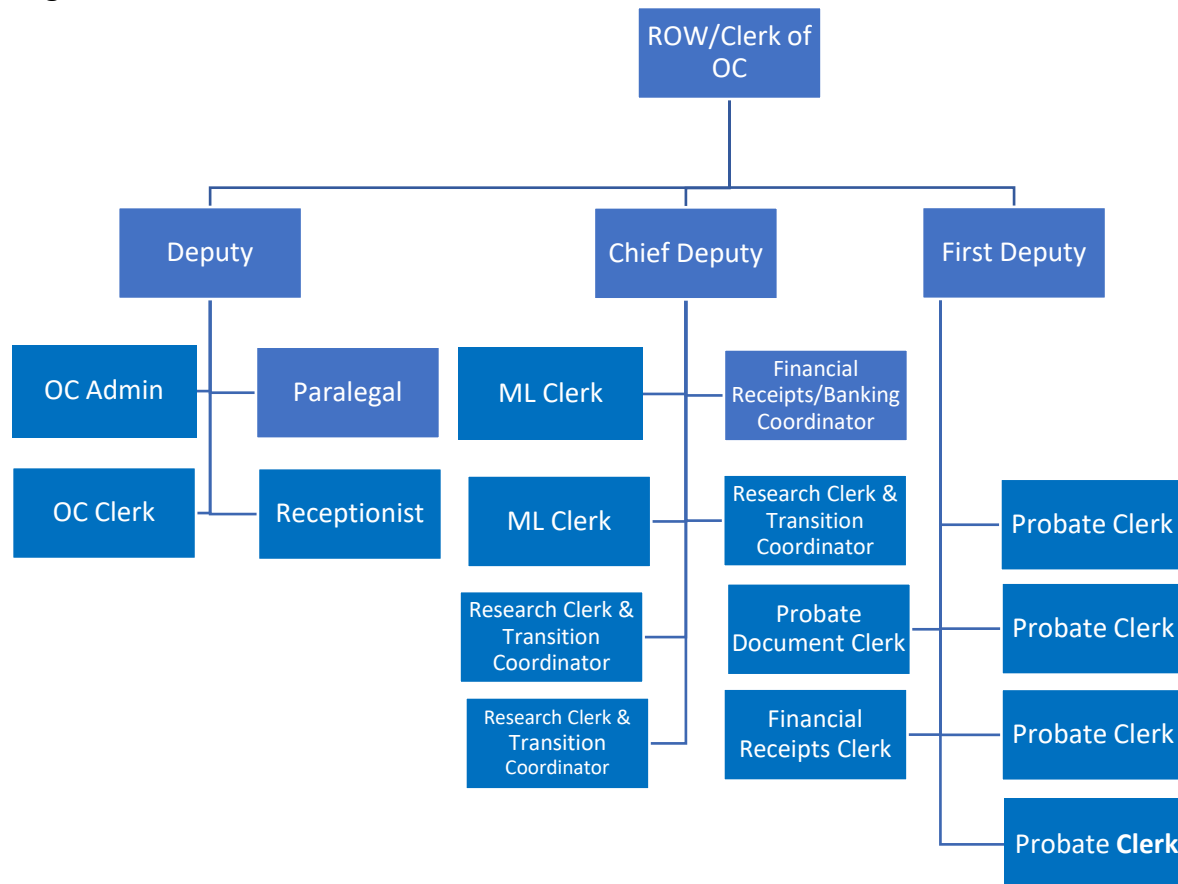 ROW/Clerk of
OC
Deputy
Chief Deputy
First Deputy
OC Admin
Paralegal
OC Clerk
Receptionist
ML Clerk
Financial
Receipts/Banking
Coordinator
ML Clerk
Research Clerk &
Transition
Coordinator
Research Clerk &
Transition
Coordinator
Research Clerk &
Transition
Coordinator
Probate
Document Clerk
Financial
Receipts Clerk
Probate Clerk
Probate Clerk
Probate Clerk
Probate Clerk